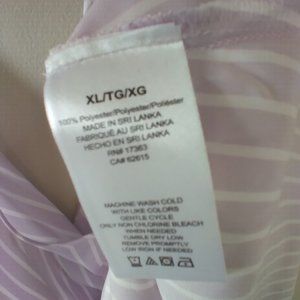 XL/TG/XG
100% Polyester/Polyester/Poliéster
MADE IN SRI LANKA
FABRIQUÉ AU SRI LANKA
HECHO EN SRI LANKA
RN# 17363
CA# 62615
MACHINE WASH COLD
WITH LIKE COLORS
GENTLE CYCLE
ONLY NON CHLORINE BLEACH
WHEN NEEDED
TUMBLE DRY LOW
REMOVE PROMPTLY
LOW IRON IF NEEDED